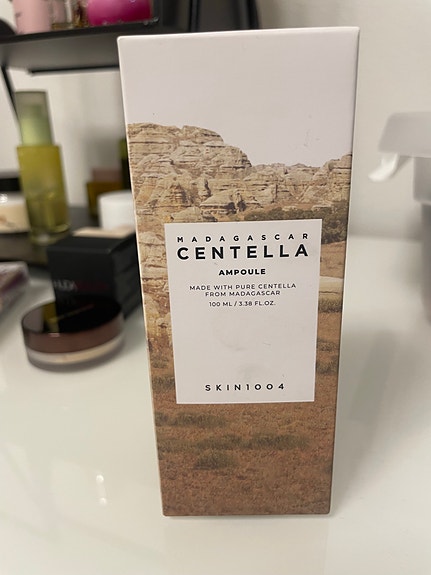 MADAGASCAR
CENTELLA
AMPOULE
MADE WITH PURE CENTELLA
FROM MADAGASCAR
100 ML / 3.38 FL.OZ.
SKIN1004